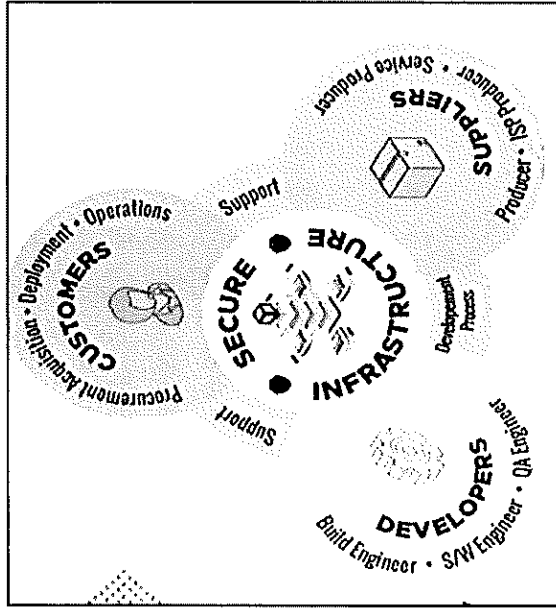 Procurement Acquisition • Deployment • Operations
CUSTOMERS
Support
Support
SECURE
INFRASTRUCTURE
Developement
Process
SUPPLIERS
Producer • ISP Producer • Service Producer
DEVELOPERS
Build Engineer • S/W Engineer • QA Engineer